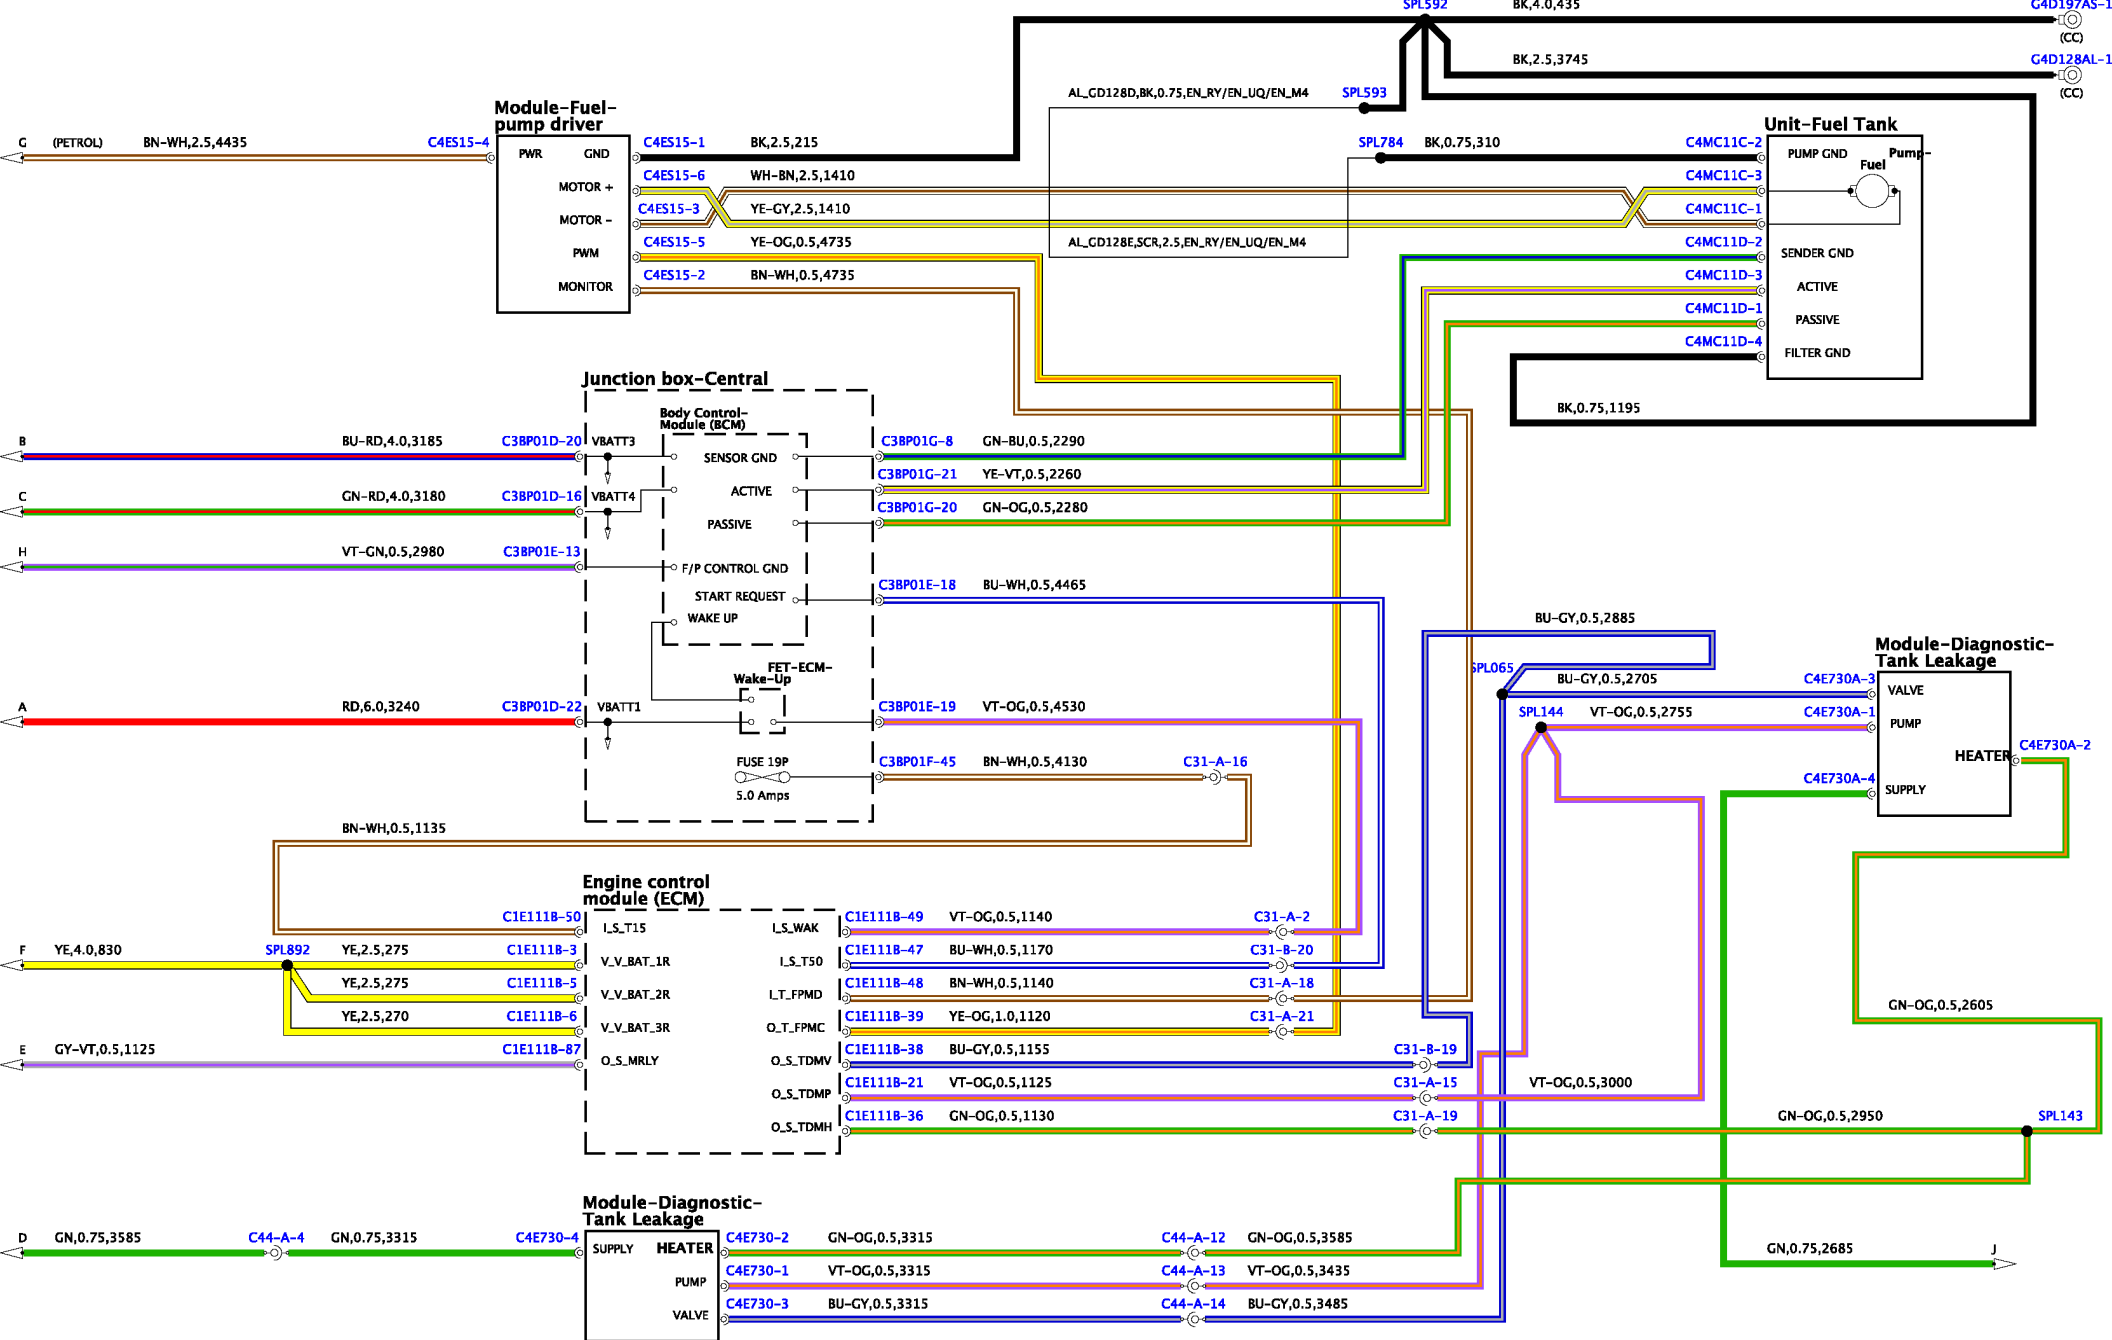 SPL592
BK,4.0,435
G4D197AS-1
(CC)
BK,2.5,3745
G4D128AL-1
(CC)
AL_GD128D,BK,0.75,EN_RY/EN_UQ/EN_M4
SPL593
Module-Fuel-
pump driver
Unit-Fuel Tank
G
(PETROL)
BN-WH,2.5,4435
C4ES15-4
PWR
GND
C4ES15-1
BK,2.5,215
SPL784
BK,0.75,310
C4MC11C-2
PUMP GND
Pump-
Fuel
MOTOR +
C4ES15-6
WH-BN,2.5,1410
C4MC11C-3
MOTOR -
C4ES15-3
YE-GY,2.5,1410
C4MC11C-1
PWM
C4ES15-5
YE-OG,0.5,4735
AL_GD128E,SCR,2.5,EN_RY/EN_UQ/EN_M4
C4MC11D-2
SENDER GND
MONITOR
C4ES15-2
BN-WH,0.5,4735
C4MC11D-3
ACTIVE
C4MC11D-1
PASSIVE
C4MC11D-4
FILTER GND
BK,0.75,1195
Junction box-Central
Body Control-
Module (BCM)
B
BU-RD,4.0,3185
C3BP01D-20
VBATT3
SENSOR GND
C3BP01G-8
GN-BU,0.5,2290
ACTIVE
C3BP01G-21
YE-VT,0.5,2260
C
GN-RD,4.0,3180
C3BP01D-16
VBATT4
PASSIVE
C3BP01G-20
GN-OG,0.5,2280
H
VT-GN,0.5,2980
C3BP01E-13
F/P CONTROL GND
START REQUEST
C3BP01E-18
BU-WH,0.5,4465
WAKE UP
FET-ECM-
Wake-Up
A
RD,6.0,3240
C3BP01D-22
VBATT1
C3BP01E-19
VT-OG,0.5,4530
FUSE 19P
5.0 Amps
C3BP01F-45
BN-WH,0.5,4130
C31-A-16
BU-GY,0.5,2885
SPL065
BU-GY,0.5,2705
Module-Diagnostic-
Tank Leakage
C4E730A-3
VALVE
SPL144
VT-OG,0.5,2755
C4E730A-1
PUMP
HEATER
C4E730A-2
C4E730A-4
SUPPLY
BN-WH,0.5,1135
Engine control
module (ECM)
C1E111B-50
I_S_T15
I_S_WAK
C1E111B-49
VT-OG,0.5,1140
C31-A-2
F
YE,4.0,830
SPL892
YE,2.5,275
C1E111B-3
V_V_BAT_1R
I_S_T50
C1E111B-47
BU-WH,0.5,1170
C31-B-20
YE,2.5,275
C1E111B-5
V_V_BAT_2R
I_T_FPMD
C1E111B-48
BN-WH,0.5,1140
C31-A-18
YE,2.5,270
C1E111B-6
V_V_BAT_3R
O_T_FPMC
C1E111B-39
YE-OG,1.0,1120
C31-A-21
GN-OG,0.5,2605
E
GY-VT,0.5,1125
C1E111B-87
O_S_MRLY
O_S_TDMV
C1E111B-38
BU-GY,0.5,1155
C31-B-19
O_S_TDMP
C1E111B-21
VT-OG,0.5,1125
C31-A-15
VT-OG,0.5,3000
O_S_TDMH
C1E111B-36
GN-OG,0.5,1130
C31-A-19
GN-OG,0.5,2950
SPL143
Module-Diagnostic-
Tank Leakage
D
GN,0.75,3585
C44-A-4
GN,0.75,3315
C4E730-4
SUPPLY
HEATER
C4E730-2
GN-OG,0.5,3315
C44-A-12
GN-OG,0.5,3585
GN,0.75,2685
J
PUMP
C4E730-1
VT-OG,0.5,3315
C44-A-13
VT-OG,0.5,3435
VALVE
C4E730-3
BU-GY,0.5,3315
C44-A-14
BU-GY,0.5,3485